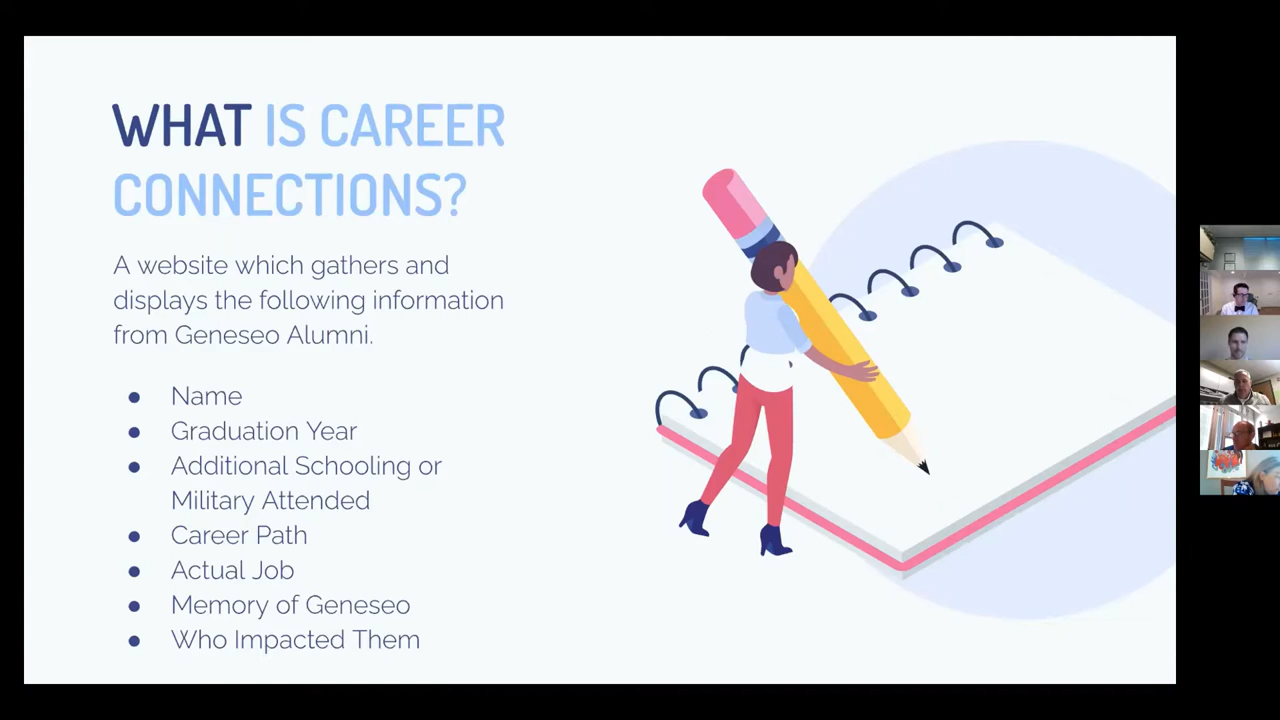 WHAT IS CAREER
CONNECTIONS?
A website which gathers and
displays the following information
from Geneseo Alumni.
● Name
● Graduation Year
● Additional Schooling or
Military Attended
● Career Path
● Actual Job
● Memory of Geneseo
● Who Impacted Them